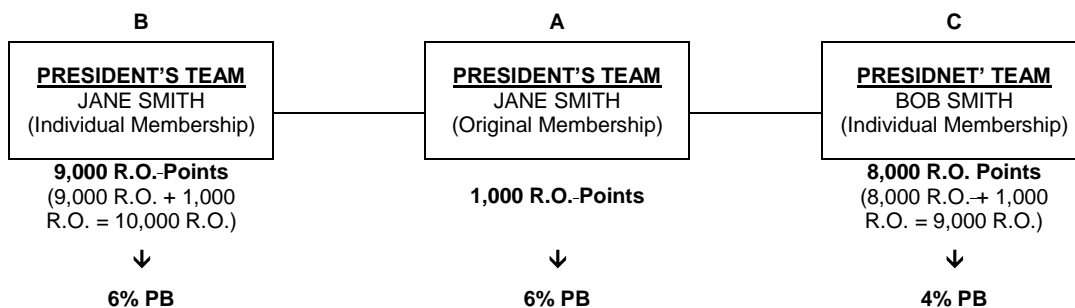 B
PRESIDENT'S TEAM
JANE SMITH
(Individual Membership)
9,000 R.O.-Points
(9,000 R.O. + 1,000
R.O. = 10,000 R.O.)
6% PB
A
PRESIDENT'S TEAM
JANE SMITH
(Original Membership)
1,000 R.O.-Points
6% PB
C
PRESIDNET' TEAM
BOB SMITH
(Individual Membership)
8,000 R.O. Points
(8,000 R.O.-+ 1,000
R.O. = 9,000 R.O.)
4% PB